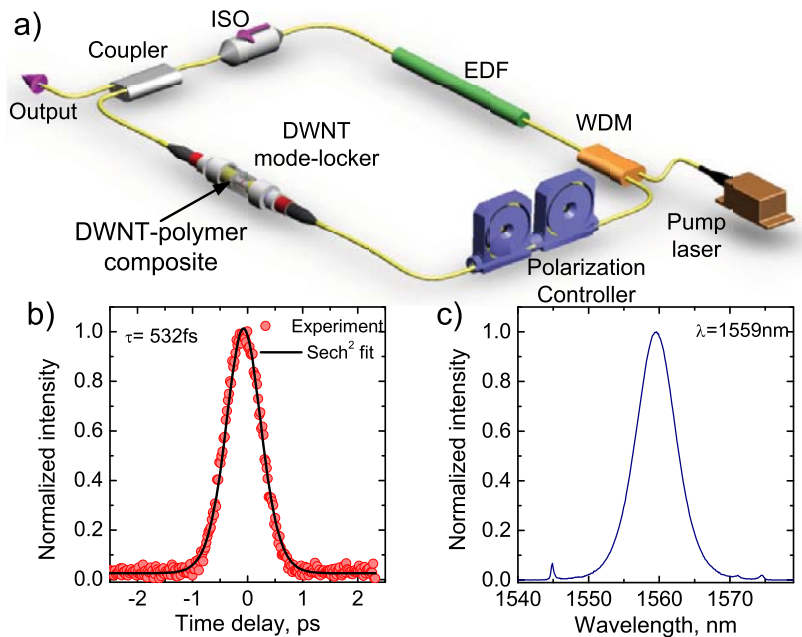 a)
ISO
Coupler
EDF
WDM
Output
DWNT
mode-locker
DWNT-polymer
composite
Pump
laser
Polarization
Controller
b)
τ= 532fs
Experiment
Sech² fit
Normalized intensity
1.0
0.8
0.6
0.4
0.2
0.0
-2 -1 0 1 2
Time delay, ps
c)
λ=1559nm
Normalized intensity
1.0
0.8
0.6
0.4
0.2
0.0
1540 1550 1560 1570
Wavelength, nm